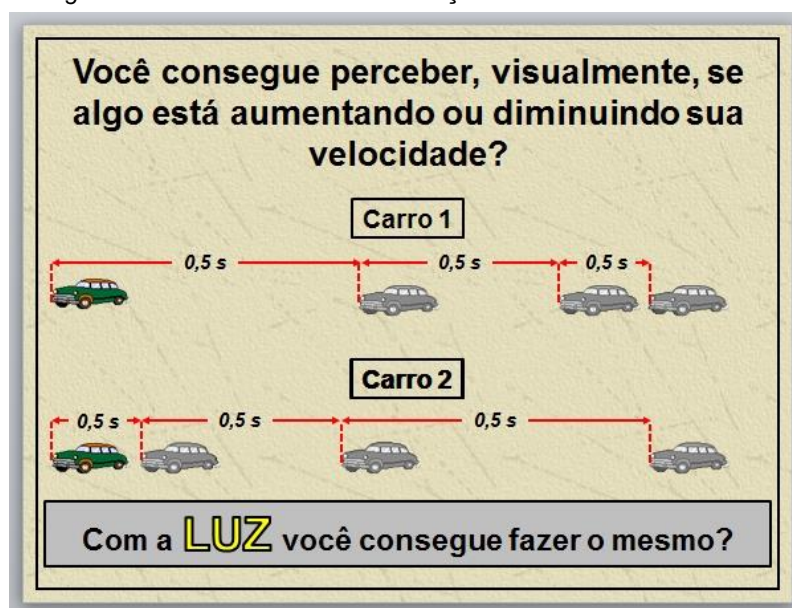 Você consegue perceber, visualmente, se
algo está aumentando ou diminuindo sua
velocidade?
Carro 1
0,5 s 0,5 s 0,5 s
Carro 2
0,5 s 0,5 s 0,5 s
Com a LUZ você consegue fazer o mesmo?